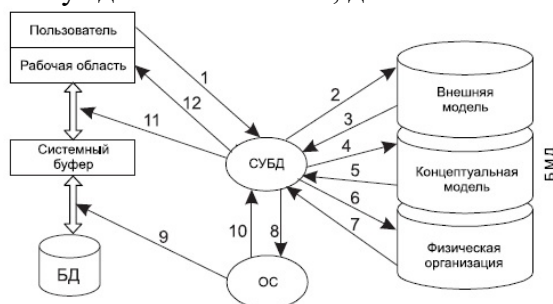 Пользователь
Рабочая область
1
12
11
2
3
4
5
6
7
Внешняя
модель
Системный
буфер
СУБД
Концептуальная
модель
БМД
9
10
8
Физическая
организация
БД
ОС